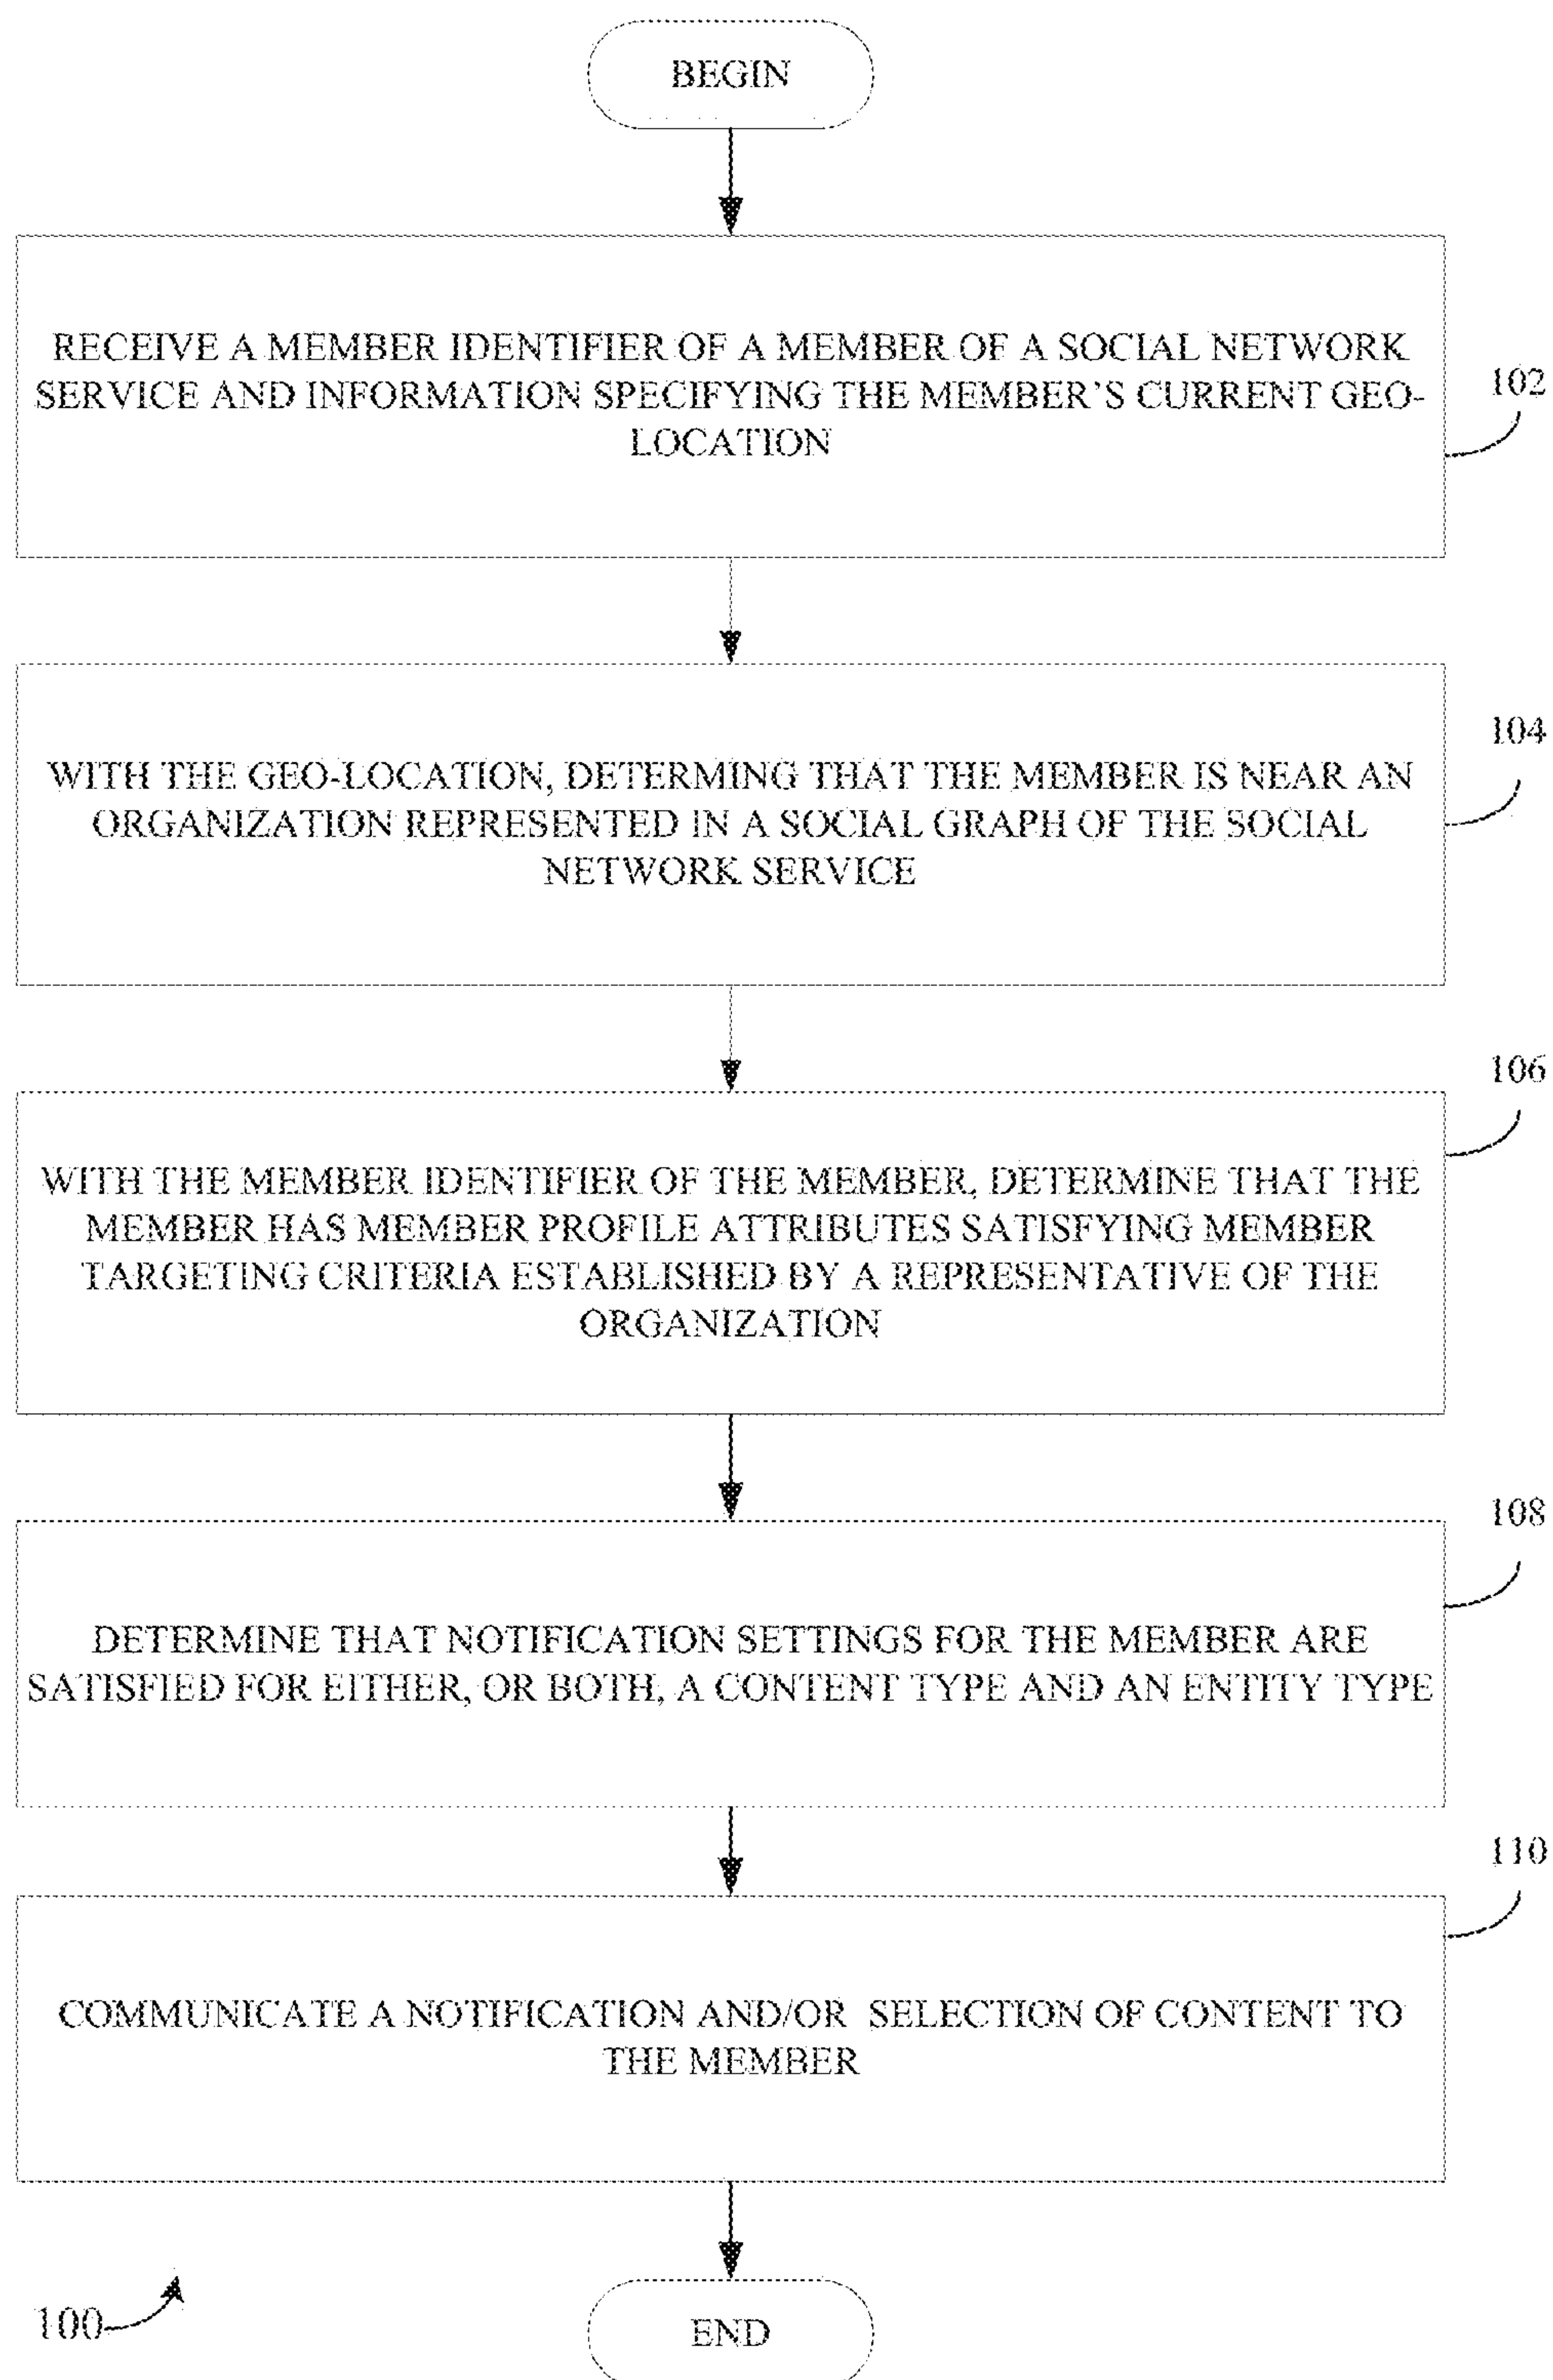 BEGIN
RECEIVE A MEMBER IDENTIFIER OF A MEMBER OF A SOCIAL NETWORK
SERVICE AND INFORMATION SPECIFYING THE MEMBER'S CURRENT GEO-
LOCATION
102
WITH THE GEO-LOCATION, DETERMING THAT THE MEMBER IS NEAR AN
ORGANIZATION REPRESENTED IN A SOCIAL GRAPH OF THE SOCIAL
NETWORK SERVICE
104
WITH THE MEMBER IDENTIFIER OF THE MEMBER, DETERMINE THAT THE
MEMBER HAS MEMBER PROFILE ATTRIBUTES SATISFYING MEMBER
TARGETING CRITERIA ESTABLISHED BY A REPRESENTATIVE OF THE
ORGANIZATION
106
DETERMINE THAT NOTIFICATION SETTINGS FOR THE MEMBER ARE
SATISFIED FOR EITHER, OR BOTH, A CONTENT TYPE AND AN ENTITY TYPE
108
COMMUNICATE A NOTIFICATION AND/OR SELECTION OF CONTENT TO
THE MEMBER
110
100
END